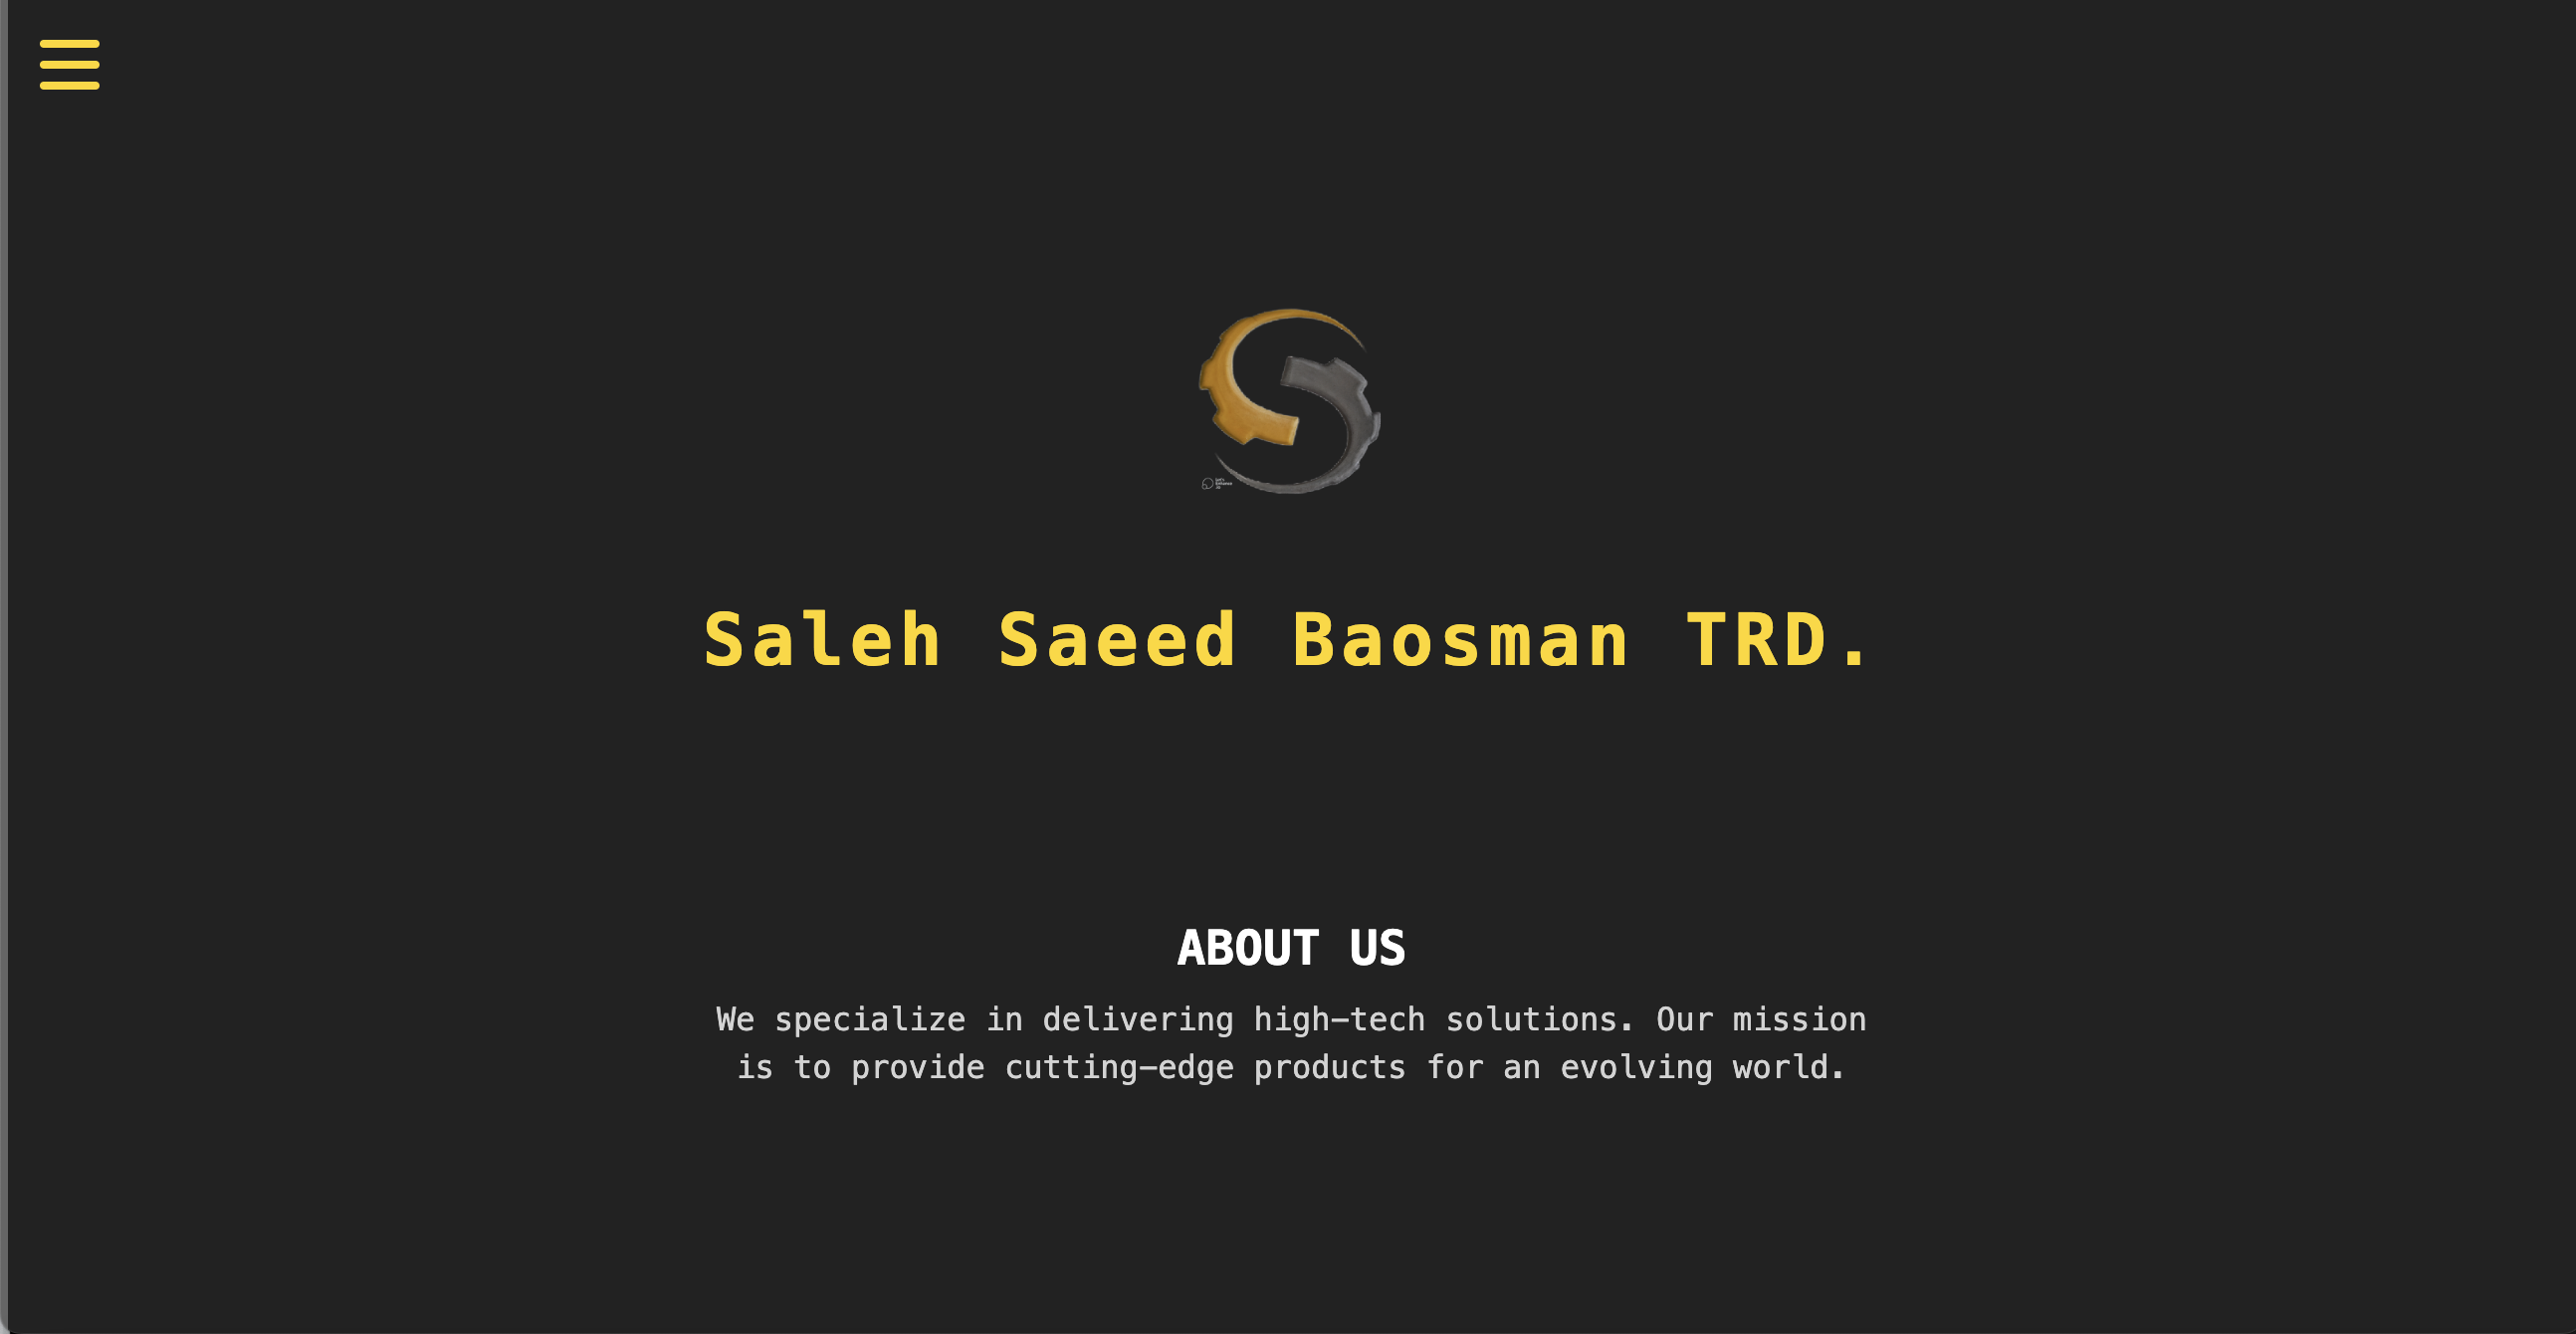 Saleh Saeed Baosman TRD.
ABOUT US
We specialize in delivering high-tech solutions. Our mission
is to provide cutting-edge products for an evolving world.